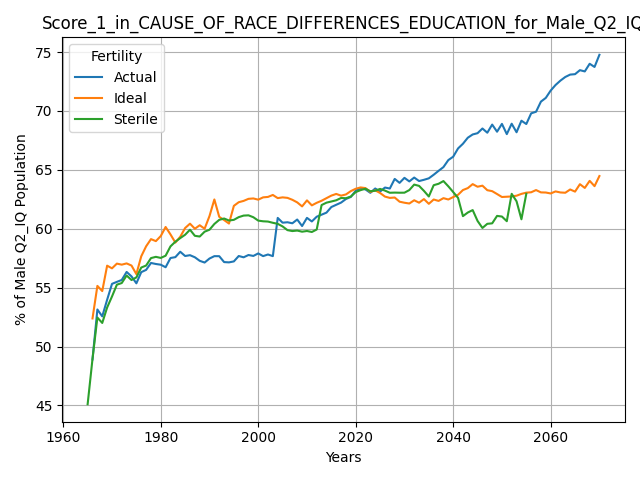 Score_1_in_CAUSE_OF_RACE_DIFFERENCES_EDUCATION_for_Male_Q2_IQ
75
70
65
60
55
50
45
% of Male Q2_IQ Population
Fertility
Actual
Ideal
Sterile
1960
1980
2000
2020
2040
2060
Years